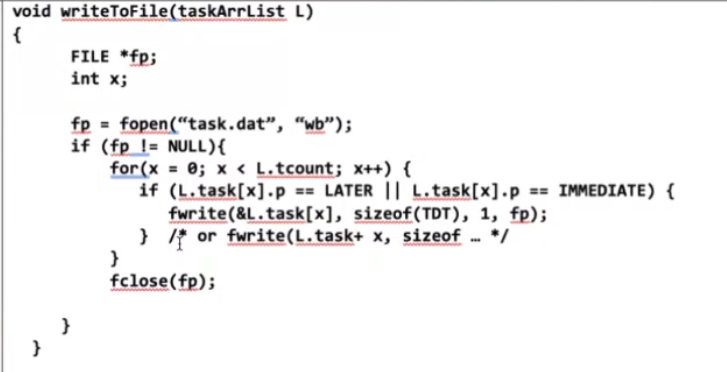 void writeToFile(taskArrList L)
{
FILE *fp;
int x;
fp = fopen(“task.dat”, “wb”);
if (fp != NULL){
for(x = 0; x < L.tcount; x++) {
if (L.task[x].p == LATER || L.task[x].p == IMMEDIATE) {
fwrite(&L.task[x], sizeof(TDT), 1, fp);
} /* or fwrite(L.task+ x, sizeof … */
}
fclose(fp);
}
}